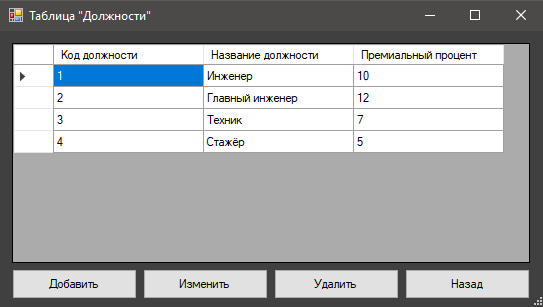 Таблица "Должности"
Код должности Название должности Премиальный процент
1 Инженер 10
2 Главный инженер 12
3 Техник 7
4 Стажёр 5
Добавить Изменить Удалить Назад